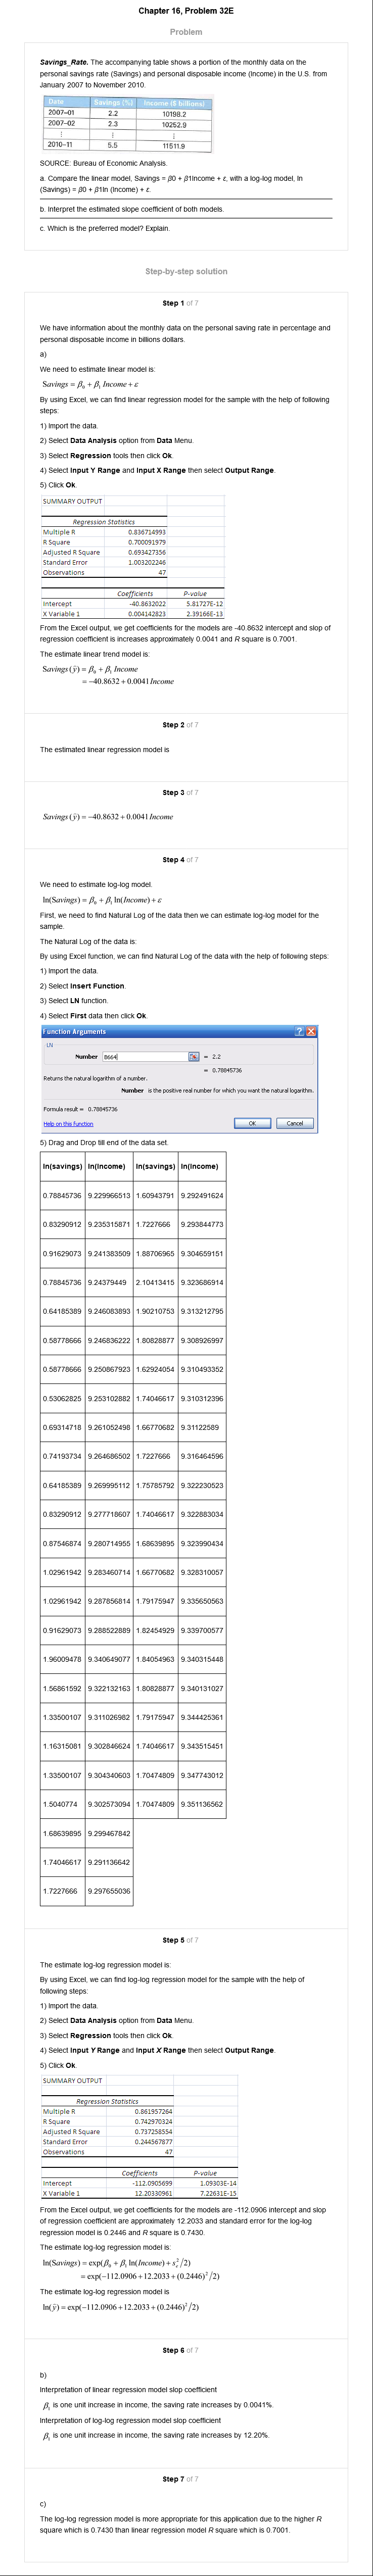 Chapter 16, Problem 32E
Problem
Savings_Rate. The accompanying table shows a portion of the monthly data on the
personal savings rate (Savings) and personal disposable income (Income) in the U.S. from
January 2007 to November 2010.
Date Savings (%) Income ($ billions)
2007–01 2.2 10198.2
2007–02 2.3 10252.9
⋮ ⋮ ⋮
2010–11 5.5 11511.9
SOURCE: Bureau of Economic Analysis.
a. Compare the linear model, Savings = β0 + β1Income + ε, with a log-log model, ln
(Savings) = β0 + β1ln (Income) + ε.
b. Interpret the estimated slope coefficient of both models.
c. Which is the preferred model? Explain.
Step-by-step solution
Step 1 of 7
We have information about the monthly data on the personal saving rate in percentage and
personal disposable income in billions dollars.
a)
We need to estimate linear model is:
Savings = β₀ + β₁ Income + ε
By using Excel, we can find linear regression model for the sample with the help of following
steps:
1) Import the data.
2) Select Data Analysis option from Data Menu.
3) Select Regression tools then click Ok.
4) Select Input Y Range and Input X Range then select Output Range.
5) Click Ok.
SUMMARY OUTPUT
Regression Statistics
Multiple R 0.836714993
R Square 0.700091979
Adjusted R Square 0.693427356
Standard Error 1.003202246
Observations 47
Coefficients P-value
Intercept -40.8632022 5.81727E-12
X Variable 1 0.004142823 2.39166E-13
From the Excel output, we get coefficients for the models are -40.8632 intercept and slop of
regression coefficient is increases approximately 0.0041 and R square is 0.7001.
The estimate linear trend model is:
Savings (ŷ) = β₀ + β₁ Income
= −40.8632 + 0.0041 Income
Step 2 of 7
The estimated linear regression model is
Step 3 of 7
Savings (ŷ) = −40.8632 + 0.0041 Income
Step 4 of 7
We need to estimate log-log model.
ln(Savings) = β₀ + β₁ ln(Income) + ε
First, we need to find Natural Log of the data then we can estimate log-log model for the
sample.
The Natural Log of the data is:
By using Excel function, we can find Natural Log of the data with the help of following steps:
1) Import the data.
2) Select Insert Function.
3) Select LN function.
4) Select First data then click Ok.
Function Arguments
LN
Number B664 = 2.2
= 0.78845736
Returns the natural logarithm of a number.
Number is the positive real number for which you want the natural logarithm.
Formula result = 0.78845736
Help on this function OK Cancel
5) Drag and Drop till end of the data set.
ln(savings) ln(Income) ln(savings) ln(Income)
0.78845736 9.229966513 1.60943791 9.292491624
0.83290912 9.235315871 1.7227666 9.293844773
0.91629073 9.241383509 1.88706965 9.304659151
0.78845736 9.24379449 2.10413415 9.323686914
0.64185389 9.246083893 1.90210753 9.313212795
0.58778666 9.246836222 1.80828877 9.308926997
0.58778666 9.250867923 1.62924054 9.310493352
0.53062825 9.253102882 1.74046617 9.310312396
0.69314718 9.261052498 1.66770682 9.31122589
0.74193734 9.264686502 1.7227666 9.316464596
0.64185389 9.269995112 1.75785792 9.322230523
0.83290912 9.277718607 1.74046617 9.322883034
0.87546874 9.280714955 1.68639895 9.323990434
1.02961942 9.283460714 1.66770682 9.328310057
1.02961942 9.287856814 1.79175947 9.335650563
0.91629073 9.288522889 1.82454929 9.339700577
1.96009478 9.340649077 1.84054963 9.340315448
1.56861592 9.322132163 1.80828877 9.340131027
1.33500107 9.311026982 1.79175947 9.344425361
1.16315081 9.302846624 1.74046617 9.343515451
1.33500107 9.304340603 1.70474809 9.347743012
1.5040774 9.302573094 1.70474809 9.351136562
1.68639895 9.299467842
1.74046617 9.291136642
1.7227666 9.297655036
Step 5 of 7
The estimate log-log regression model is:
By using Excel, we can find log-log regression model for the sample with the help of
following steps:
1) Import the data.
2) Select Data Analysis option from Data Menu.
3) Select Regression tools then click Ok.
4) Select Input Y Range and Input X Range then select Output Range.
5) Click Ok.
SUMMARY OUTPUT
Regression Statistics
Multiple R 0.861957264
R Square 0.742970324
Adjusted R Square 0.737258554
Standard Error 0.244567877
Observations 47
Coefficients P-value
Intercept -112.0905699 1.09303E-14
X Variable 1 12.20330961 7.22631E-15
From the Excel output, we get coefficients for the models are -112.0906 intercept and slop
of regression coefficient are approximately 12.2033 and standard error for the log-log
regression model is 0.2446 and R square is 0.7430.
The estimate log-log regression model is:
ln(Savings) = exp(β₀ + β₁ ln(Income) + sₑ²/2)
= exp(−112.0906 + 12.2033 + (0.2446)²/2)
The estimate log-log regression model is
ln(ŷ) = exp(−112.0906 + 12.2033 + (0.2446)²/2)
Step 6 of 7
b)
Interpretation of linear regression model slop coefficient
β₁ is one unit increase in income, the saving rate increases by 0.0041%.
Interpretation of log-log regression model slop coefficient
β₁ is one unit increase in income, the saving rate increases by 12.20%.
Step 7 of 7
c)
The log-log regression model is more appropriate for this application due to the higher R
square which is 0.7430 than linear regression model R square which is 0.7001.